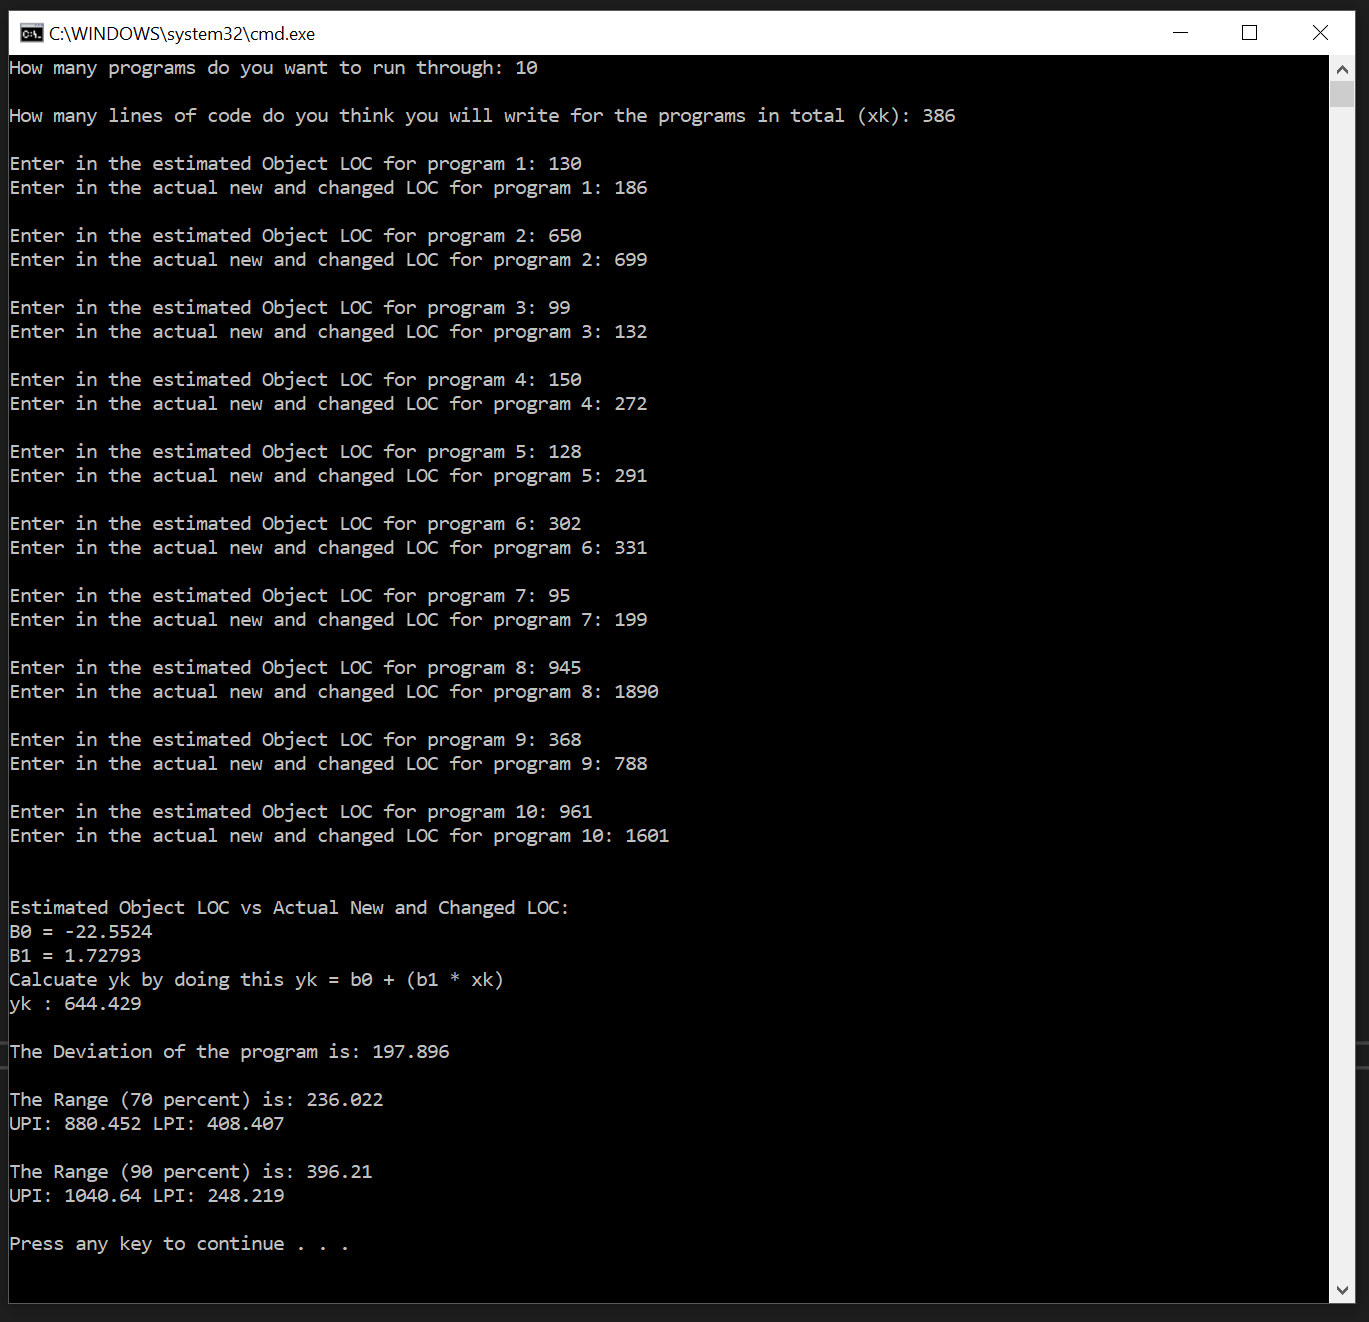 C:\WINDOWS\system32\cmd.exe
How many programs do you want to run through: 10
How many lines of code do you think you will write for the programs in total (xk): 386
Enter in the estimated Object LOC for program 1: 130
Enter in the actual new and changed LOC for program 1: 186
Enter in the estimated Object LOC for program 2: 650
Enter in the actual new and changed LOC for program 2: 699
Enter in the estimated Object LOC for program 3: 99
Enter in the actual new and changed LOC for program 3: 132
Enter in the estimated Object LOC for program 4: 150
Enter in the actual new and changed LOC for program 4: 272
Enter in the estimated Object LOC for program 5: 128
Enter in the actual new and changed LOC for program 5: 291
Enter in the estimated Object LOC for program 6: 302
Enter in the actual new and changed LOC for program 6: 331
Enter in the estimated Object LOC for program 7: 95
Enter in the actual new and changed LOC for program 7: 199
Enter in the estimated Object LOC for program 8: 945
Enter in the actual new and changed LOC for program 8: 1890
Enter in the estimated Object LOC for program 9: 368
Enter in the actual new and changed LOC for program 9: 788
Enter in the estimated Object LOC for program 10: 961
Enter in the actual new and changed LOC for program 10: 1601
Estimated Object LOC vs Actual New and Changed LOC:
B0 = -22.5524
B1 = 1.72793
Calcuate yk by doing this yk = b0 + (b1 * xk)
yk : 644.429
The Deviation of the program is: 197.896
The Range (70 percent) is: 236.022
UPI: 880.452 LPI: 408.407
The Range (90 percent) is: 396.21
UPI: 1040.64 LPI: 248.219
Press any key to continue . . .